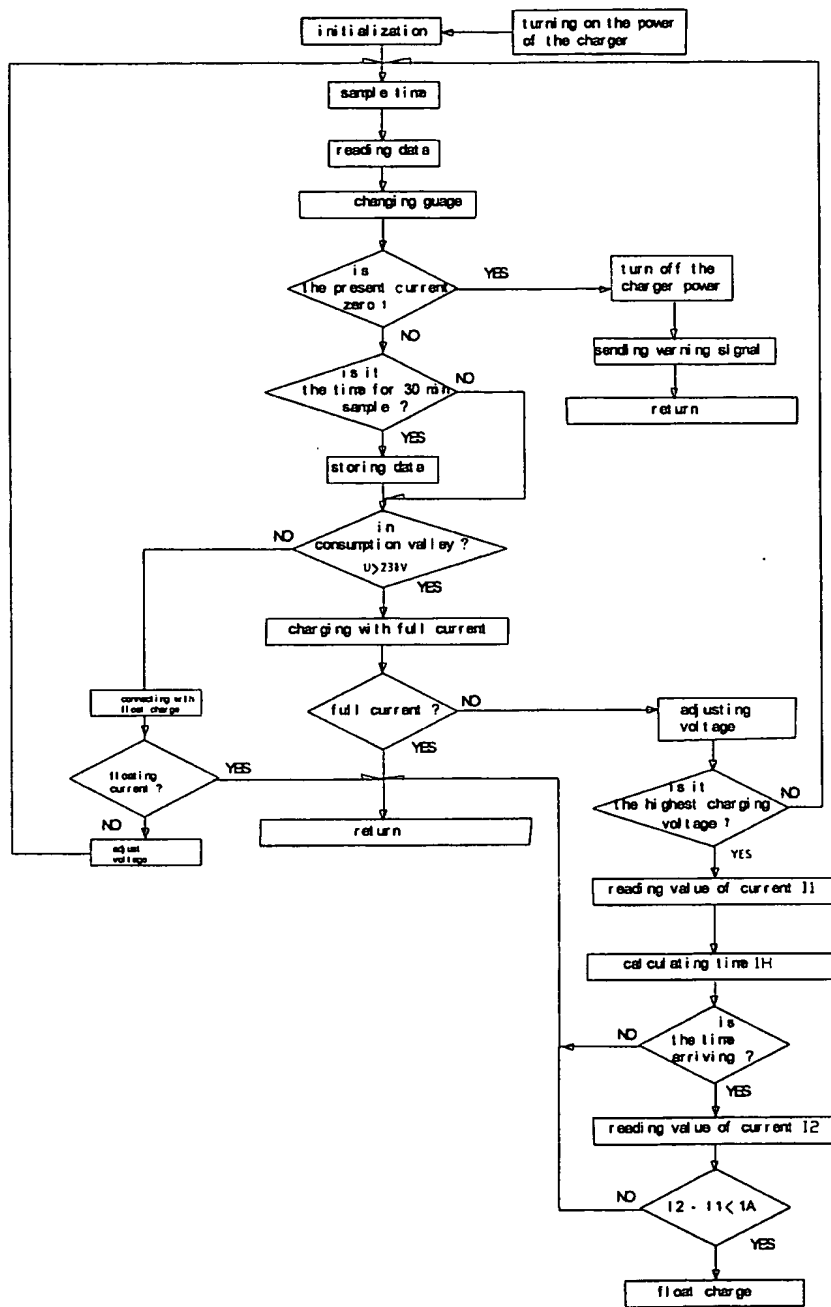 initialization
turning on the power
of the charger
sample time
reading data
changing guage
is
the present current
zero ?
YES
turn off the
charger power
NO
sending warning signal
return
is it
the time for 30 min
sample ?
NO
YES
storing data
in
consumption valley ?
U>238V
NO
YES
charging with full current
connecting with
float charge
full current ?
NO
YES
adjusting
voltage
floating
current ?
YES
NO
adjust
voltage
return
Is it
the highest charging
voltage ?
NO
YES
reading value of current I1
calculating time 1H
is
the time
arriving ?
NO
YES
reading value of current I2
I2 - I1< 1A
NO
YES
float charge